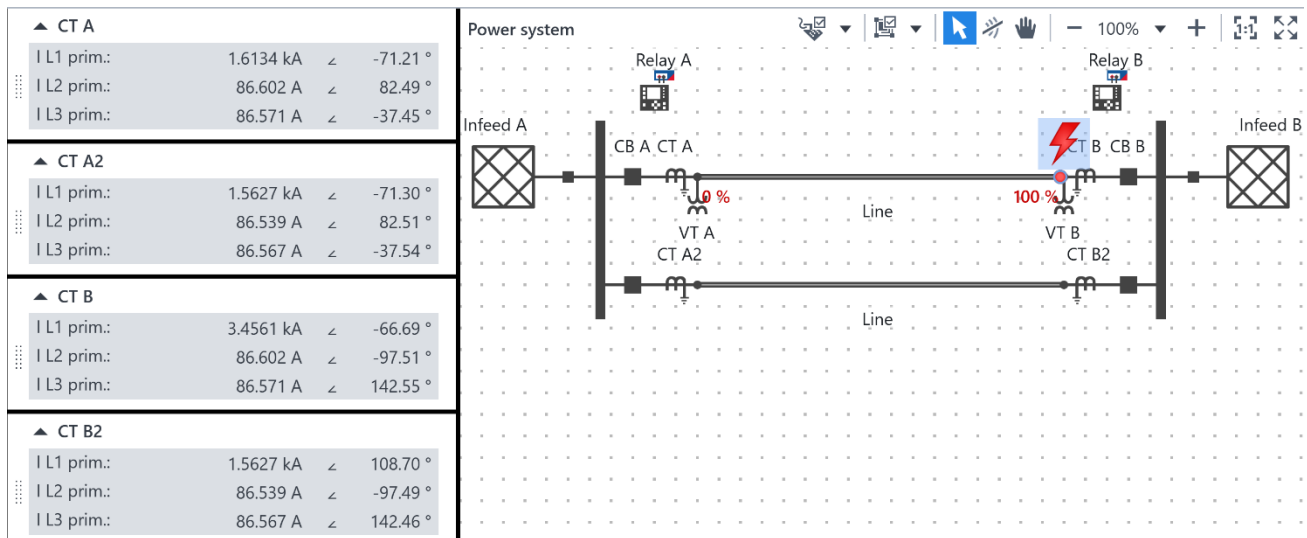 CT A
I L1 prim.: 1.6134 kA ∠ -71.21 °
I L2 prim.: 86.602 A ∠ 82.49 °
I L3 prim.: 86.571 A ∠ -37.45 °
CT A2
I L1 prim.: 1.5627 kA ∠ -71.30 °
I L2 prim.: 86.539 A ∠ 82.51 °
I L3 prim.: 86.567 A ∠ -37.54 °
CT B
I L1 prim.: 3.4561 kA ∠ -66.69 °
I L2 prim.: 86.602 A ∠ -97.51 °
I L3 prim.: 86.571 A ∠ 142.55 °
CT B2
I L1 prim.: 1.5627 kA ∠ 108.70 °
I L2 prim.: 86.539 A ∠ -97.49 °
I L3 prim.: 86.567 A ∠ 142.46 °
Power system
100%
1:1
Relay A
Relay B
Infeed A
Infeed B
CB A CT A
CT B CB B
0 %
100 %
Line
VT A
VT B
CT A2
CT B2
Line